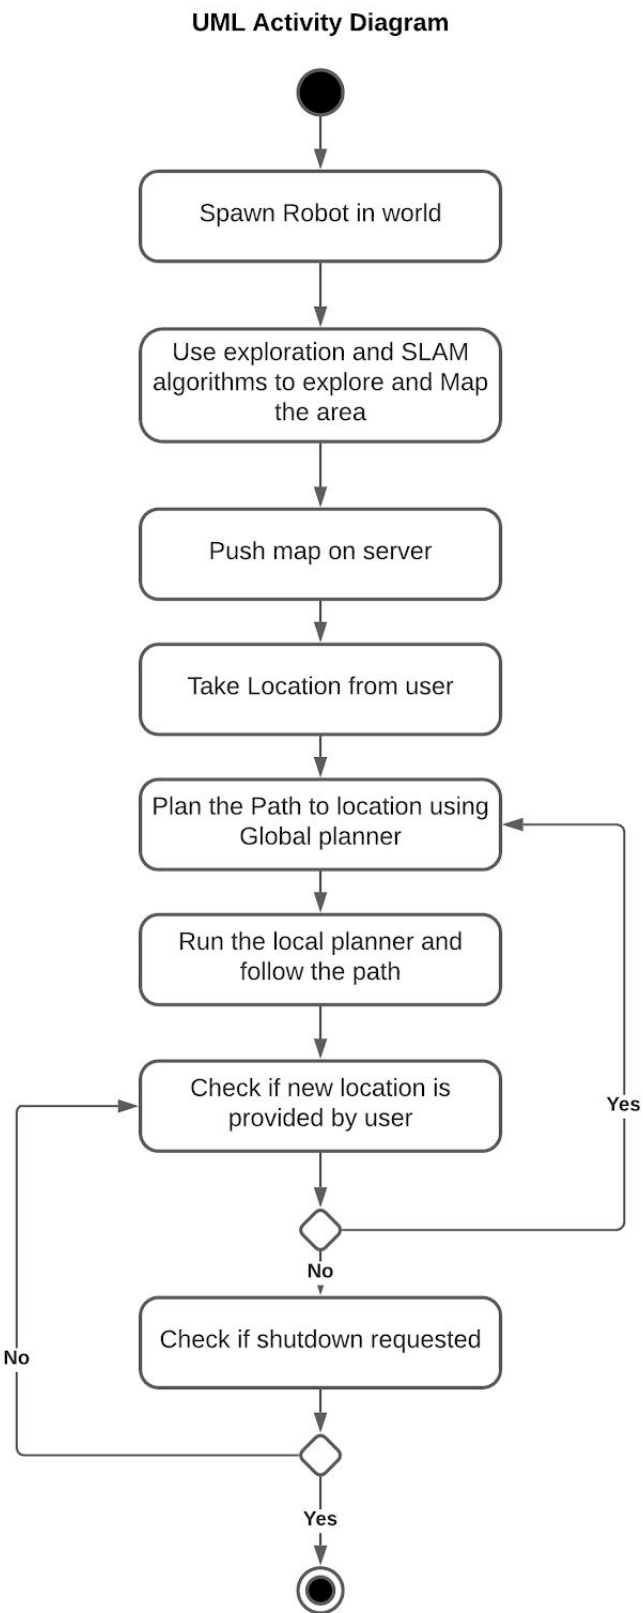 UML Activity Diagram
Spawn Robot in world
Use exploration and SLAM
algorithms to explore and Map
the area
Push map on server
Take Location from user
Plan the Path to location using
Global planner
Run the local planner and
follow the path
Check if new location is
provided by user
Yes
No
Check if shutdown requested
No
Yes